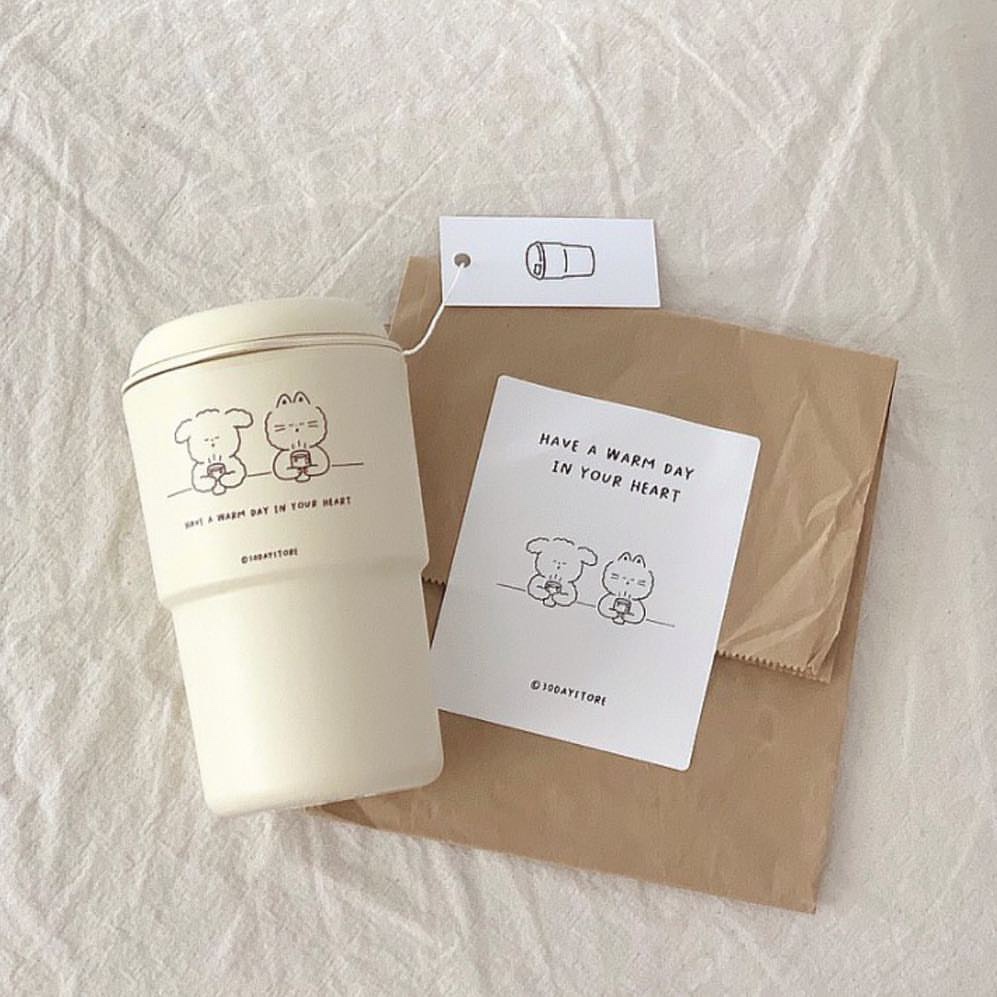 HAVE A WARM DAY IN YOUR HEART
©30DAYSTORE
HAVE A WARM DAY
IN YOUR HEART
©30DAYSTORE